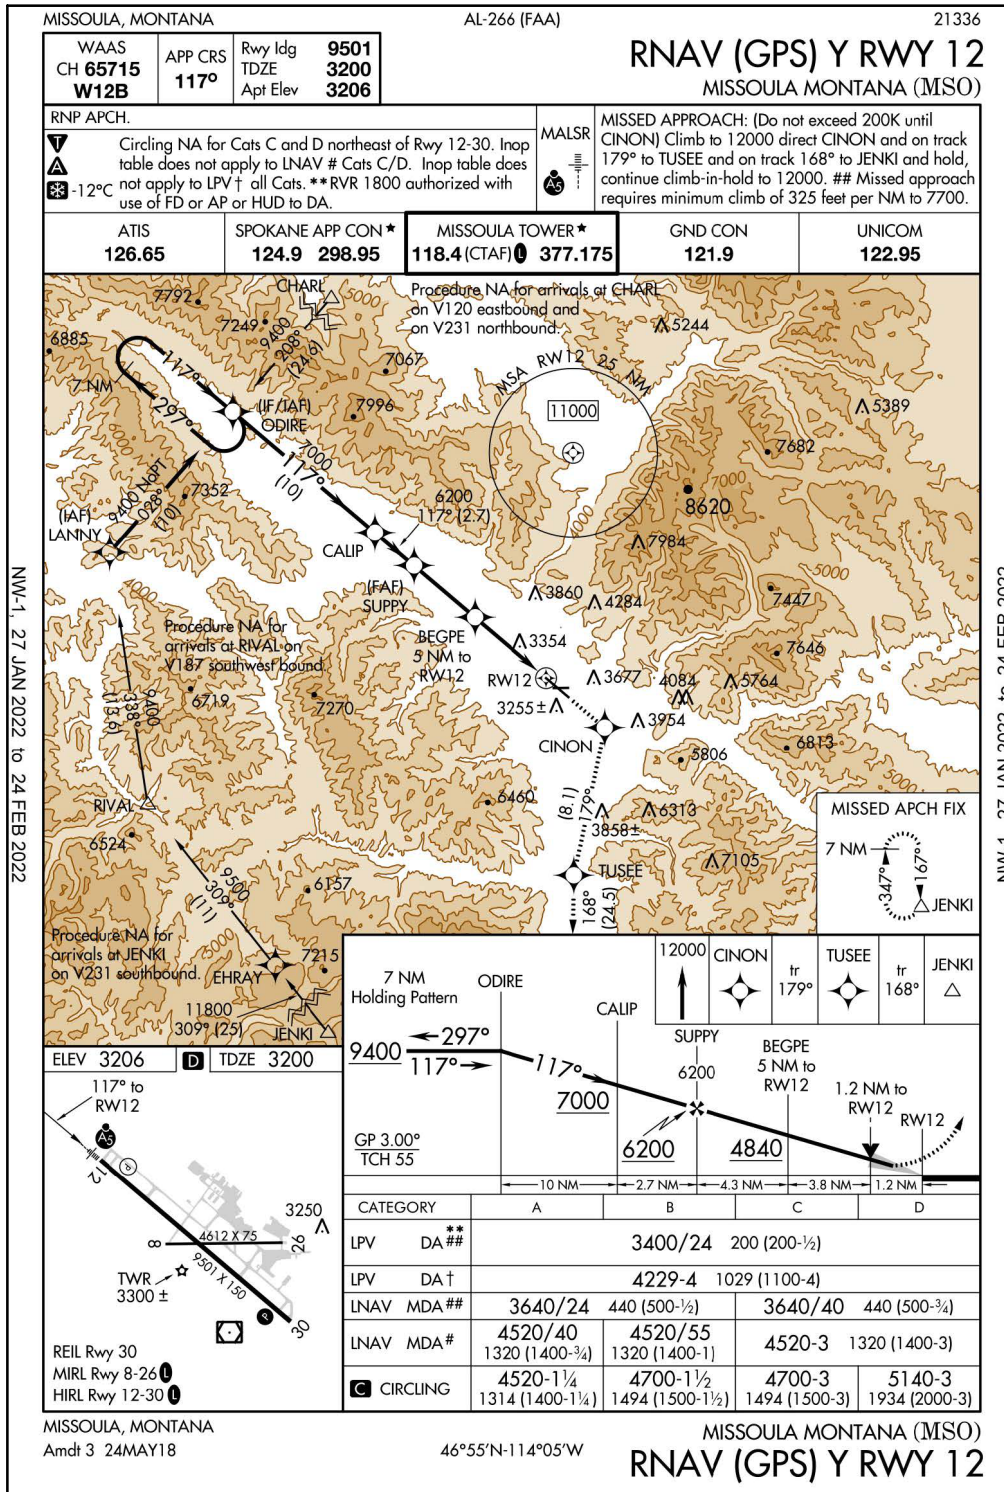 MISSOULA, MONTANA
AL-266 (FAA)
21336
WAAS
CH 65715
W12B
APP CRS
117°
Rwy Idg 9501
TDZE 3200
Apt Elev 3206
RNAV (GPS) Y RWY 12
MISSOULA MONTANA (MSO)
RNP APCH.
T
A
-12°C
Circling NA for Cats C and D northeast of Rwy 12-30. Inop
table does not apply to LNAV # Cats C/D. Inop table does
not apply to LPV † all Cats. **RVR 1800 authorized with
use of FD or AP or HUD to DA.
MALSR
A5
MISSED APPROACH: (Do not exceed 200K until
CINON) Climb to 12000 direct CINON and on track
179° to TUSEE and on track 168° to JENKI and hold,
continue climb-in-hold to 12000. ## Missed approach
requires minimum climb of 325 feet per NM to 7700.
ATIS
126.65
SPOKANE APP CON ★
124.9 298.95
MISSOULA TOWER ★
118.4 (CTAF) L 377.175
GND CON
121.9
UNICOM
122.95
Procedure NA for arrivals at CHARL
on V120 eastbound and
on V231 northbound.
CHARL
7792
5000
7249
9400
208°
(24.6)
6885
7067
5244
7 NM
117°
297°
(IF/IAF)
ODIRE
7996
MSA RW12 25 NM
11000
5389
7682
7000
117°
(10)
7352
9400 NoPT
028°
(10)
(IAF)
LANNY
6200
117° (2.7)
7000
8620
CALIP
7984
(FAF)
SUPPY
4000
5000
3860
4284
7447
Procedure NA for
arrivals at RIVAL on
V187 southwest bound.
BEGPE
5 NM to
RW12
3354
7646
RW12
3677
4084
5764
3255±
3954
6719
7270
9400
338°
(13.6)
CINON
5806
6813
5000
RIVAL
6460
(8.1)
179°
6313
3858±
6524
7105
TUSEE
168°
(24.5)
6157
9500
309°
(11)
MISSED APCH FIX
7 NM
347°
167°
JENKI
Procedure NA for
arrivals at JENKI
on V231 southbound.
5000
EHRAY
7215
11800
309° (25)
JENKI
7 NM
Holding Pattern
ODIRE
CALIP
SUPPY
6200
BEGPE
5 NM to
RW12
1.2 NM to
RW12
RW12
12000
CINON
tr
179°
TUSEE
tr
168°
JENKI
9400
297°
117°
117°
7000
6200
4840
GP 3.00°
TCH 55
10 NM
2.7 NM
4.3 NM
3.8 NM
1.2 NM
ELEV 3206
D
TDZE 3200
117° to
RW12
A5
12
P
3250
4612 X 75
8
26
9501 X 150
TWR
3300 ±
P
30
REIL Rwy 30
MIRL Rwy 8-26 L
HIRL Rwy 12-30 L
CATEGORY A B C D
LPV DA **## 3400/24 200 (200-½)
LPV DA † 4229-4 1029 (1100-4)
LNAV MDA ## 3640/24 440 (500-½) 3640/40 440 (500-¾)
LNAV MDA # 4520/40 4520/55 4520-3 1320 (1400-3)
1320 (1400-¾) 1320 (1400-1)
C CIRCLING 4520-1¼ 4700-1½ 4700-3 5140-3
1314 (1400-1¼) 1494 (1500-1½) 1494 (1500-3) 1934 (2000-3)
MISSOULA, MONTANA
Amdt 3 24MAY18
46°55'N-114°05'W
MISSOULA MONTANA (MSO)
RNAV (GPS) Y RWY 12
NW-1, 27 JAN 2022 to 24 FEB 2022
NW-1, 27 JAN 2022 to 24 FEB 2022